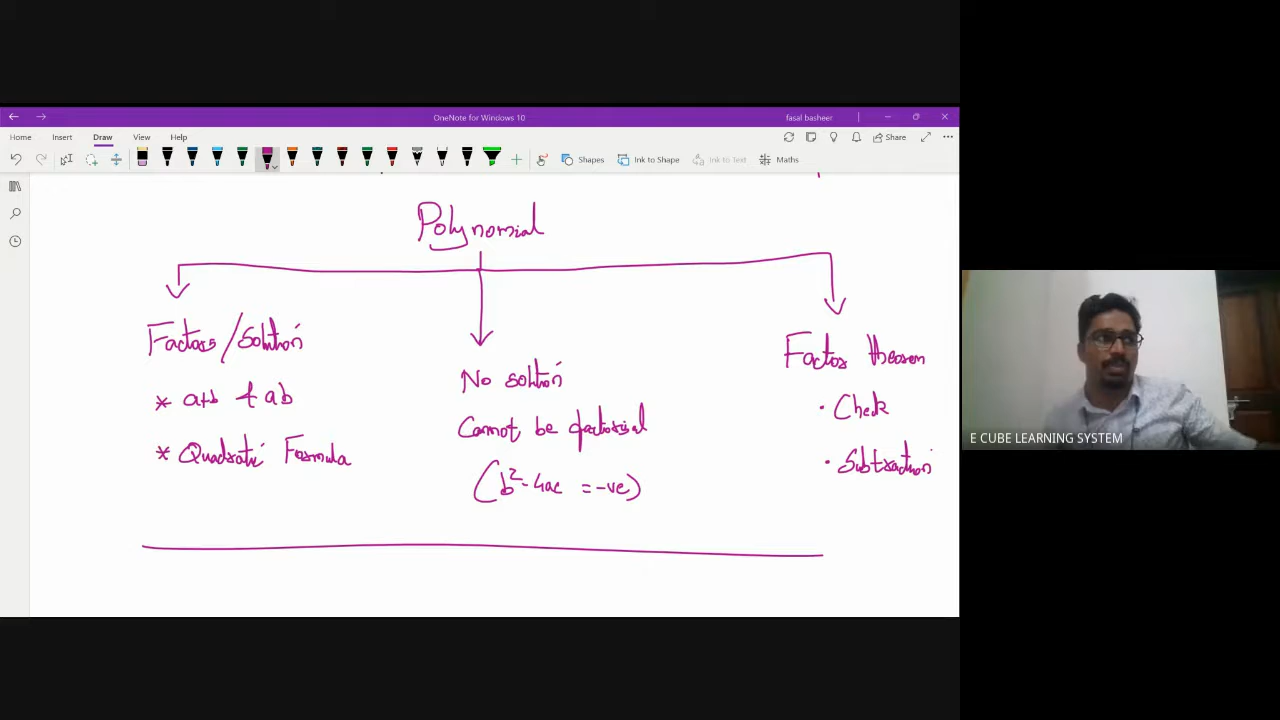 OneNote for Windows 10
fasal basheer
Home Insert Draw View Help
Share
Shapes Ink to Shape Ink to Text Maths
Polynomial
Factors/Solution
* a+b & ab
* Quadratic Formula
No solution
Cannot be factorised
(b²-4ac = -ve)
Factor theorem
· Check
· Subtraction
E CUBE LEARNING SYSTEM